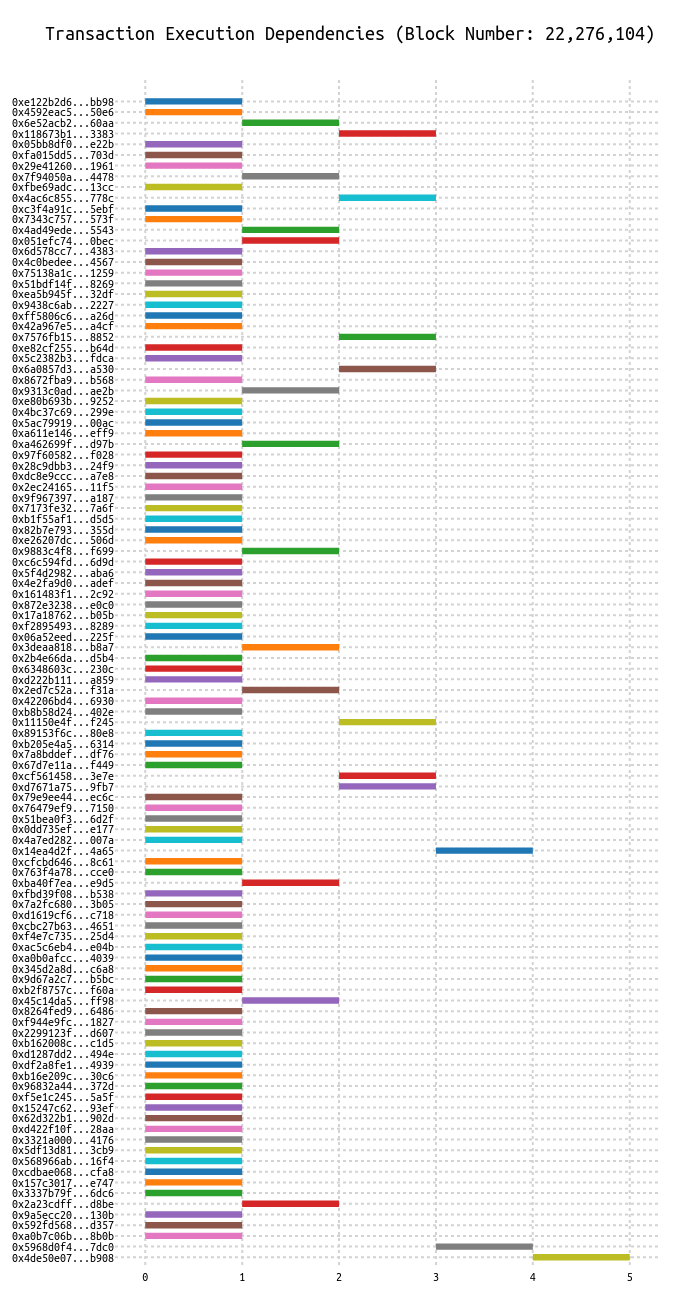 Transaction Execution Dependencies (Block Number: 22,276,104)
0xe122b2d6...bb98
0x4592eac5...50e6
0x6e52acb2...60aa
0x118673b1...3383
0x05bb8df0...e22b
0xfa015dd5...703d
0x29e41260...1961
0x7f94050a...4478
0xfbe69adc...13cc
0x4ac6c855...778c
0xc3f4a91c...5ebf
0x7343c757...573f
0x4ad49ede...5543
0x051efc74...0bec
0x6d578cc7...4383
0x4c0bedee...4567
0x75138a1c...1259
0x51bdf14f...8269
0xea5b945f...32df
0x9438c6ab...2227
0xff5806c6...a26d
0x42a967e5...a4cf
0x7576fb15...8852
0xe82cf255...b64d
0x5c2382b3...fdca
0x6a0857d3...a530
0x8672fba9...b568
0x9313c0ad...ae2b
0xe80b693b...9252
0x4bc37c69...299e
0x5ac79919...00ac
0xa611e146...eff9
0xa462699f...d97b
0x97f60582...f028
0x28c9dbb3...24f9
0xdc8e9ccc...a7e8
0x2ec24165...11f5
0x9f967397...a187
0x7173fe32...7a6f
0xb1f55af1...d5d5
0x82b7e793...355d
0xe26207dc...506d
0x9883c4f8...f699
0xc6c594fd...6d9d
0x5f4d2982...aba6
0x4e2fa9d0...adef
0x161483f1...2c92
0x872e3238...e0c0
0x17a18762...b05b
0xf2895493...8289
0x06a52eed...225f
0x3deaa818...b8a7
0x2b4e66da...d5b4
0x6348603c...230c
0xd222b111...a859
0x2ed7c52a...f31a
0x42206bd4...6930
0xb8b58d24...402e
0x11150e4f...f245
0x89153f6c...80e8
0xb205e4a5...6314
0x7a8bddef...df76
0x67d7e11a...f449
0xcf561458...3e7e
0xd7671a75...9fb7
0x79e9ee44...ec6c
0x76479ef9...7150
0x51bea0f3...6d2f
0x0dd735ef...e177
0x4a7ed282...007a
0x14ea4d2f...4a65
0xcfcbd646...8c61
0x763f4a78...cce0
0xba40f7ea...e9d5
0xfbd39f08...b538
0x7a2fc680...3b05
0xd1619cf6...c718
0xcbc27b63...4651
0xf4e7c735...25d4
0xac5c6eb4...e04b
0xa0b0afcc...4039
0x345d2a8d...c6a8
0x9d67a2c7...b5bc
0xb2f8757c...f60a
0x45c14da5...ff98
0x8264fed9...6486
0xf944e9fc...1827
0x2299123f...d607
0xb162008c...c1d5
0xd1287dd2...494e
0xdf2a8fe1...4939
0xb16e209c...30c6
0x96832a44...372d
0xf5e1c245...5a5f
0x15247c62...93ef
0x62d322b1...902d
0xd422f10f...28aa
0x3321a000...4176
0x5df13d81...3cb9
0x568966ab...16f4
0xcdbae068...cfa8
0x157c3017...e747
0x3337b79f...6dc6
0x2a23cdff...d8be
0x9a5ecc20...130b
0x592fd568...d357
0xa0b7c06b...8b0b
0x5968d0f4...7dc0
0x4de50e07...b908
0 1 2 3 4 5